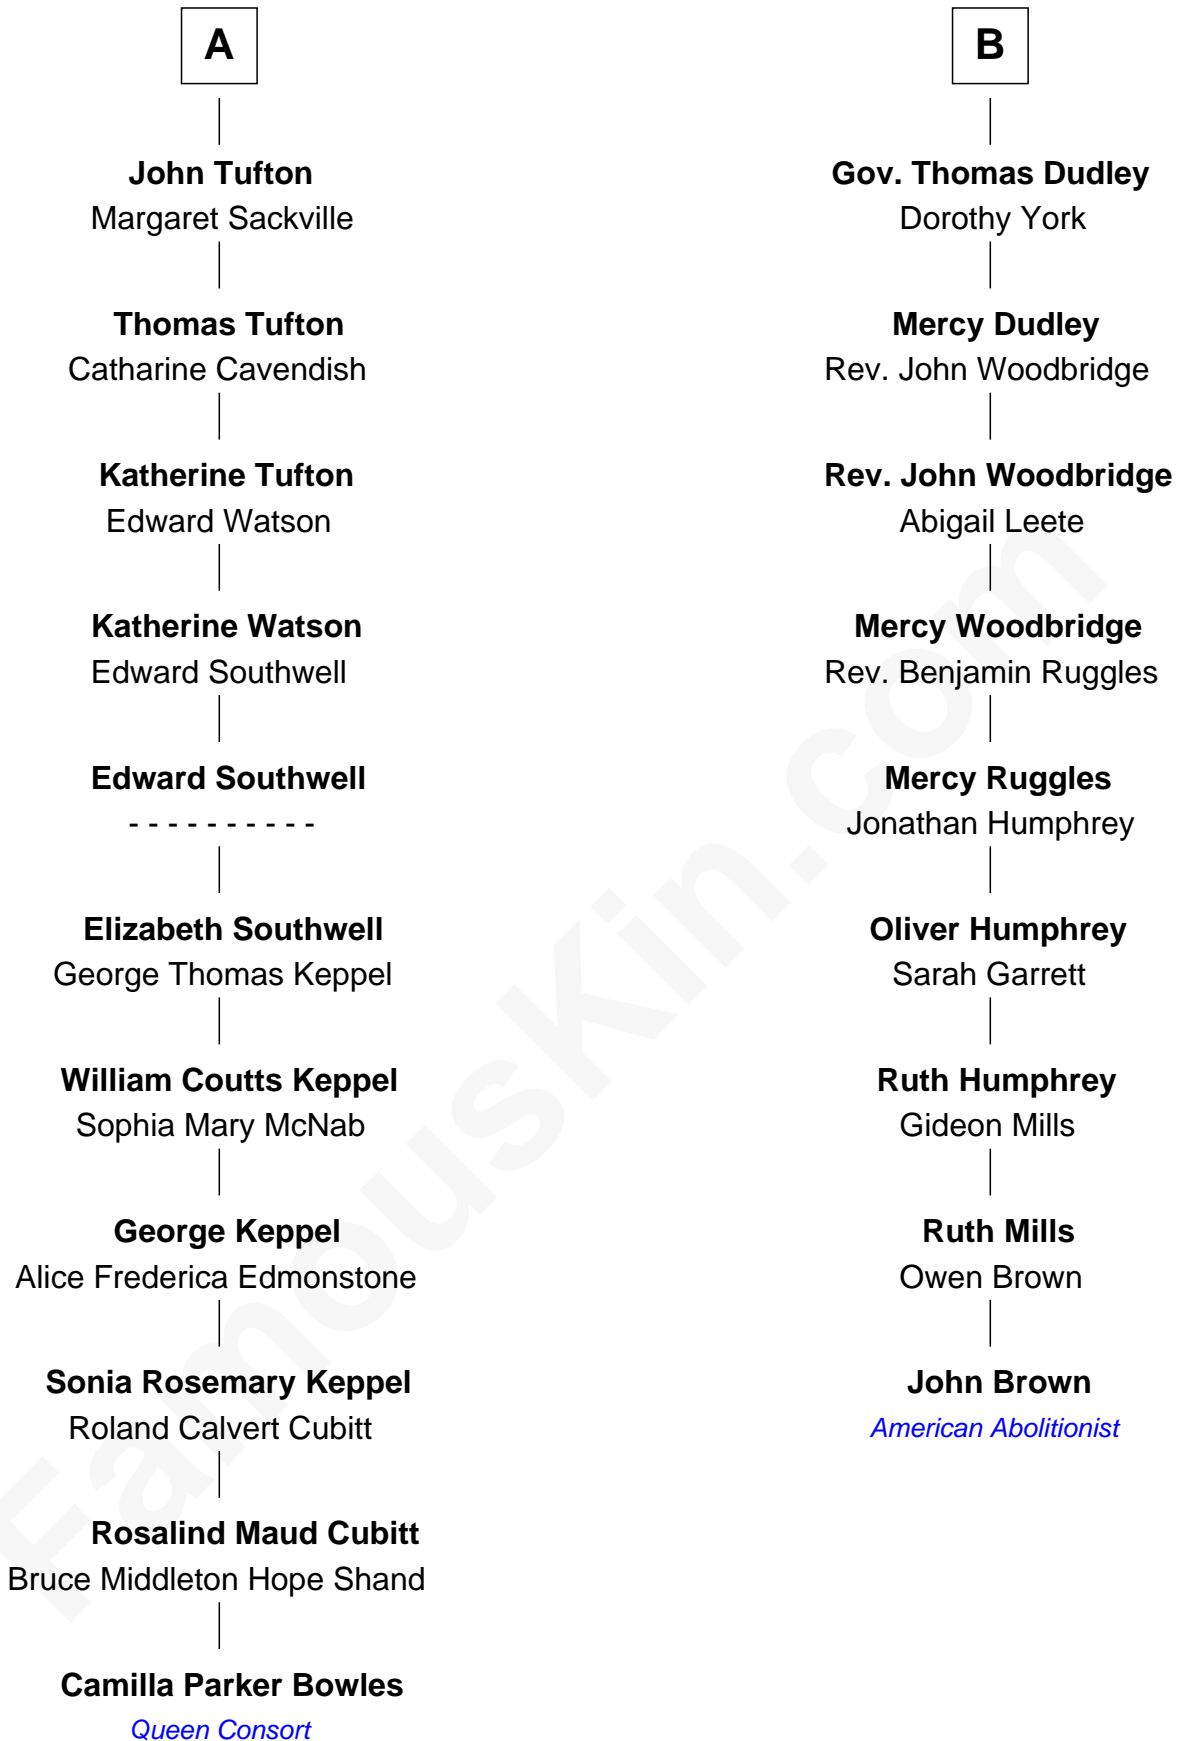 A
John Tufton
Margaret Sackville
Thomas Tufton
Catharine Cavendish
Katherine Tufton
Edward Watson
Katherine Watson
Edward Southwell
Edward Southwell
- - - - - - - - - -
Elizabeth Southwell
George Thomas Keppel
William Coutts Keppel
Sophia Mary McNab
George Keppel
Alice Frederica Edmonstone
Sonia Rosemary Keppel
Roland Calvert Cubitt
Rosalind Maud Cubitt
Bruce Middleton Hope Shand
Camilla Parker Bowles
Queen Consort
B
Gov. Thomas Dudley
Dorothy York
Mercy Dudley
Rev. John Woodbridge
Rev. John Woodbridge
Abigail Leete
Mercy Woodbridge
Rev. Benjamin Ruggles
Mercy Ruggles
Jonathan Humphrey
Oliver Humphrey
Sarah Garrett
Ruth Humphrey
Gideon Mills
Ruth Mills
Owen Brown
John Brown
American Abolitionist
FamousKin.com